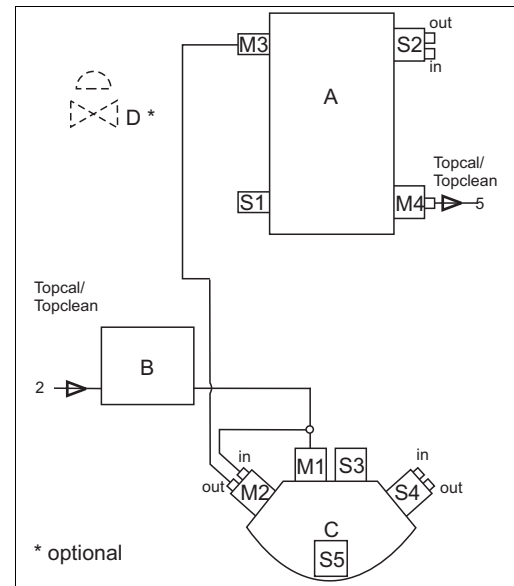 M3
S2
out
in
A
D *
Topcal/
Topclean
S1
M4
5
Topcal/
Topclean
B
2
in
out
M2
M1
S3
in
out
S4
C
S5
* optional